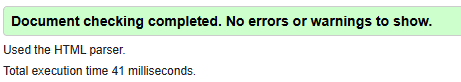 Document checking completed. No errors or warnings to show.
Used the HTML parser.
Total execution time 41 milliseconds.